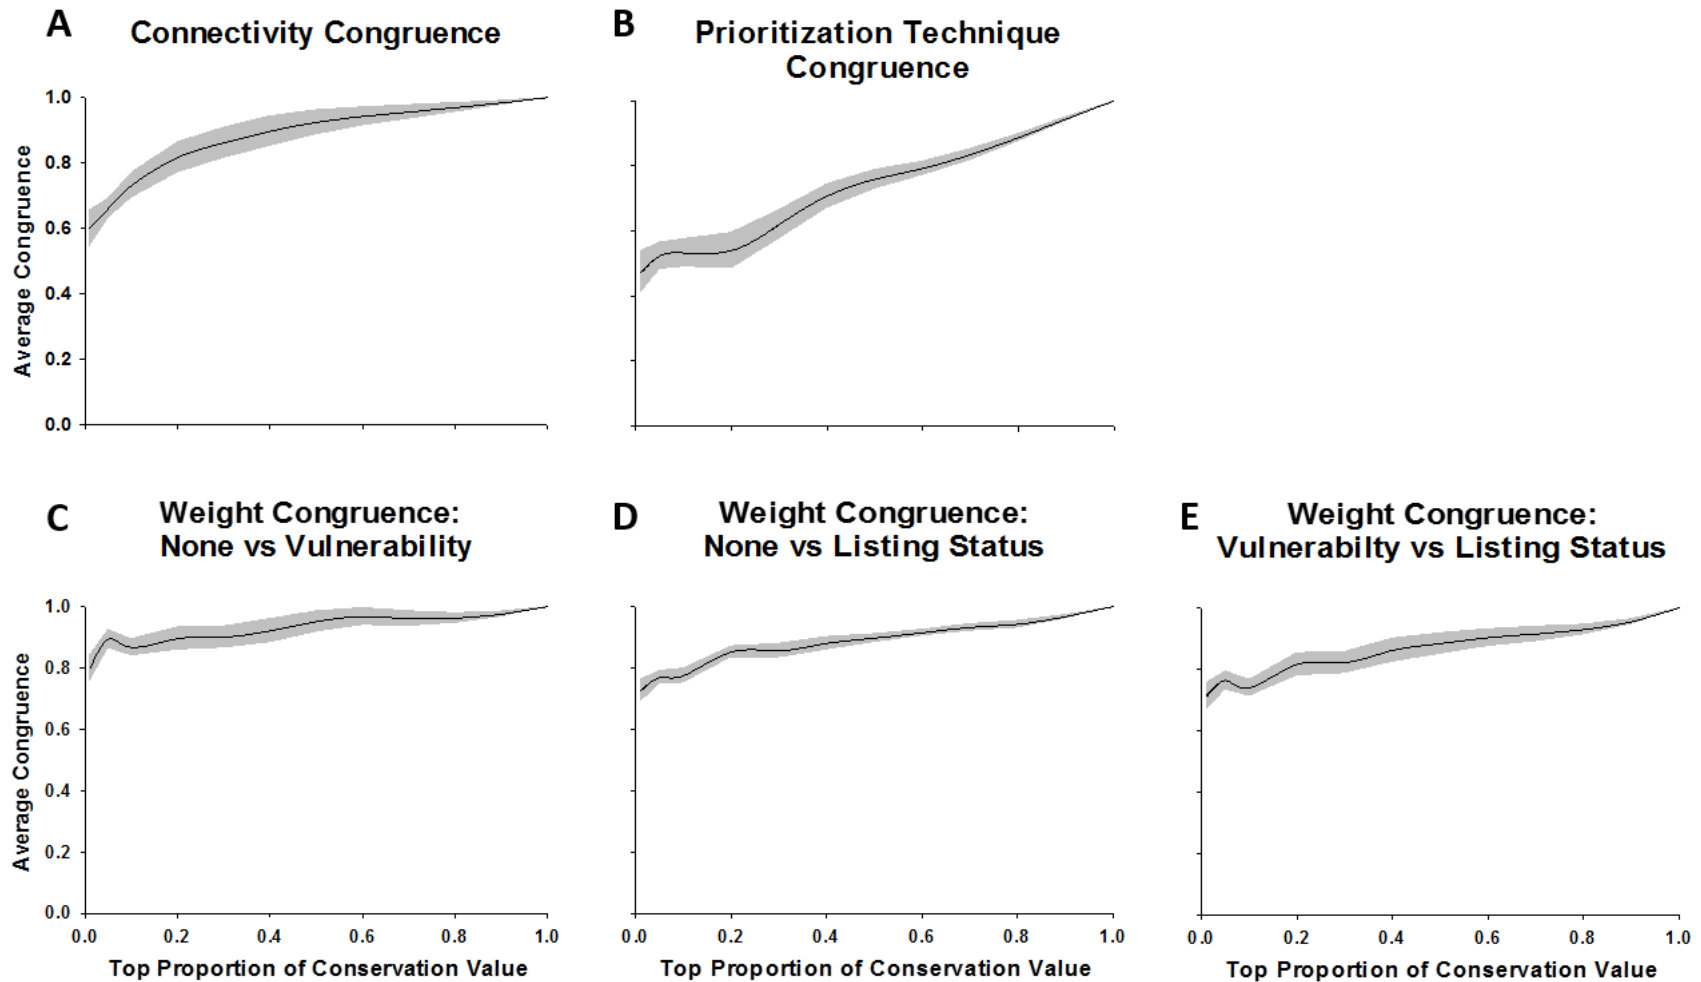 A
Connectivity Congruence
B
Prioritization Technique
Congruence
Average Congruence
1.0
0.8
0.6
0.4
0.2
0.0
C
Weight Congruence:
None vs Vulnerability
D
Weight Congruence:
None vs Listing Status
E
Weight Congruence:
Vulnerabilty vs Listing Status
Average Congruence
1.0
0.8
0.6
0.4
0.2
0.0
0.0 0.2 0.4 0.6 0.8 1.0
Top Proportion of Conservation Value
0.0 0.2 0.4 0.6 0.8 1.0
Top Proportion of Conservation Value
0.0 0.2 0.4 0.6 0.8 1.0
Top Proportion of Conservation Value